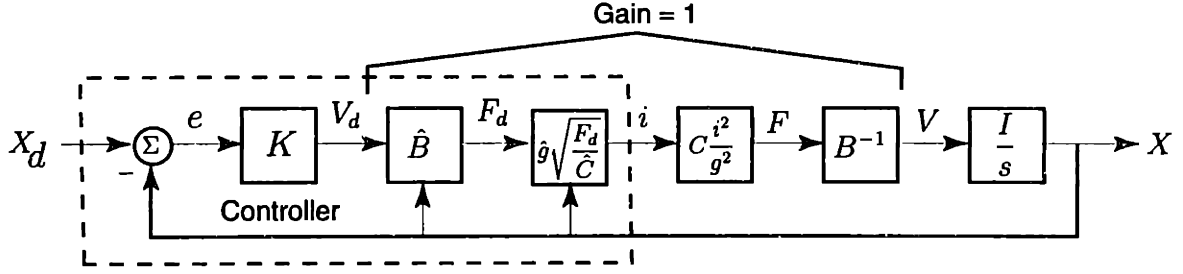 Gain = 1
X_d
Σ
-
e
K
V_d
B̂
F_d
ĝ√(F_d/Ĉ)
i
C i²/g²
F
B⁻¹
V
I/s
X
Controller